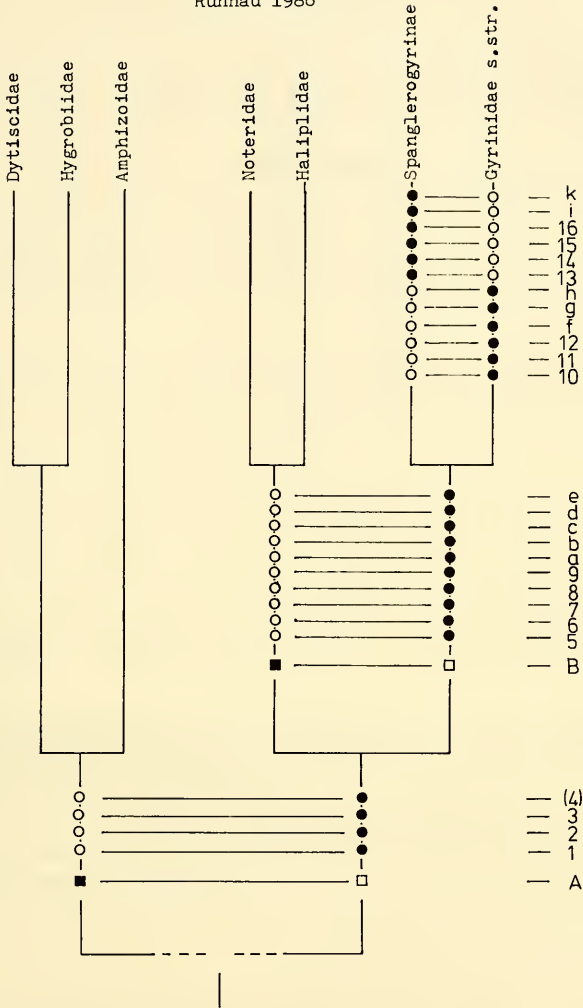 Ruhnau 1986
Dytiscidae
Hygrobiidae
Amphizoidae
Noteridae
Haliplidae
Spanglerogyrinae
Gyrinidae s.str.
k
i
16
15
14
13
h
g
f
12
11
10
e
d
c
b
a
9
8
7
6
5
B
(4)
3
2
1
A